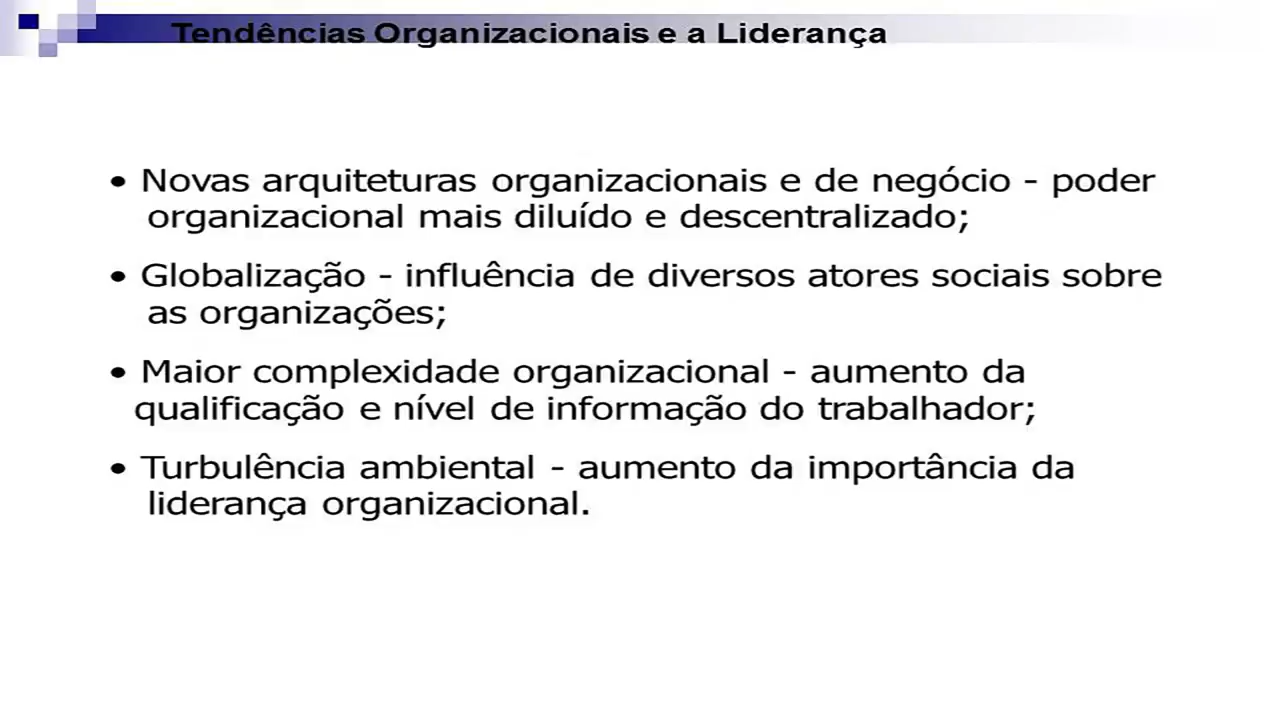 Tendências Organizacionais e a Liderança
• Novas arquiteturas organizacionais e de negócio - poder
organizacional mais diluído e descentralizado;
• Globalização - influência de diversos atores sociais sobre
as organizações;
• Maior complexidade organizacional - aumento da
qualificação e nível de informação do trabalhador;
• Turbulência ambiental - aumento da importância da
liderança organizacional.